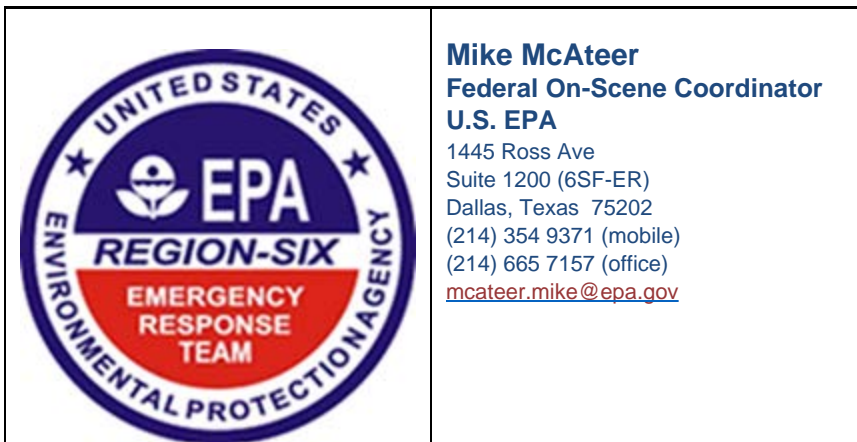 UNITED STATES
EPA
REGION-SIX
EMERGENCY
RESPONSE
TEAM
ENVIRONMENTAL PROTECTION AGENCY
Mike McAteer
Federal On-Scene Coordinator
U.S. EPA
1445 Ross Ave
Suite 1200 (6SF-ER)
Dallas, Texas  75202
(214) 354 9371 (mobile)
(214) 665 7157 (office)
mcateer.mike@epa.gov